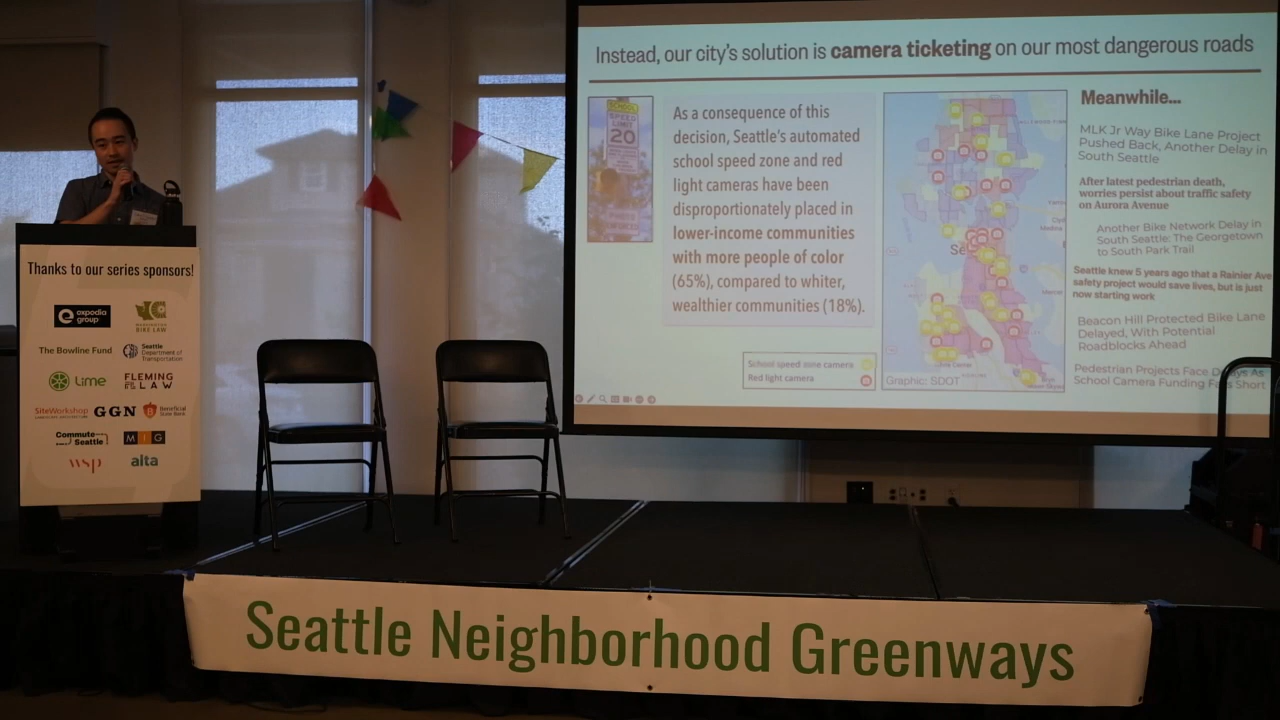 Instead, our city's solution is camera ticketing on our most dangerous roads
SCHOOL
SPEED
LIMIT
20
As a consequence of this
decision, Seattle's automated
school speed zone and red
light cameras have been
disproportionately placed in
lower-income communities
with more people of color
(65%), compared to whiter,
wealthier communities (18%).
School speed zone camera
Red light camera
Graphic: SDOT
Meanwhile...
MLK Jr Way Bike Lane Project
Pushed Back, Another Delay in
South Seattle
After latest pedestrian death,
worries persist about traffic safety
on Aurora Avenue
Another Bike Network Delay in
South Seattle: The Georgetown
to South Park Trail
Seattle knew 5 years ago that a Rainier Ave
safety project would save lives, but is just
now starting work
Beacon Hill Protected Bike Lane
Delayed, With Potential
Roadblocks Ahead
Pedestrian Projects Face Delays As
School Camera Funding Falls Short
Thanks to our series sponsors!
expedia group
WASHINGTON
BIKE LAW
The Bowline Fund
Seattle
Department of
Transportation
Lime
FLEMING
LAW
SiteWorkshop
GGN
Beneficial
State Bank
Commute
Seattle
MIG
wsp
alta
Seattle Neighborhood Greenways